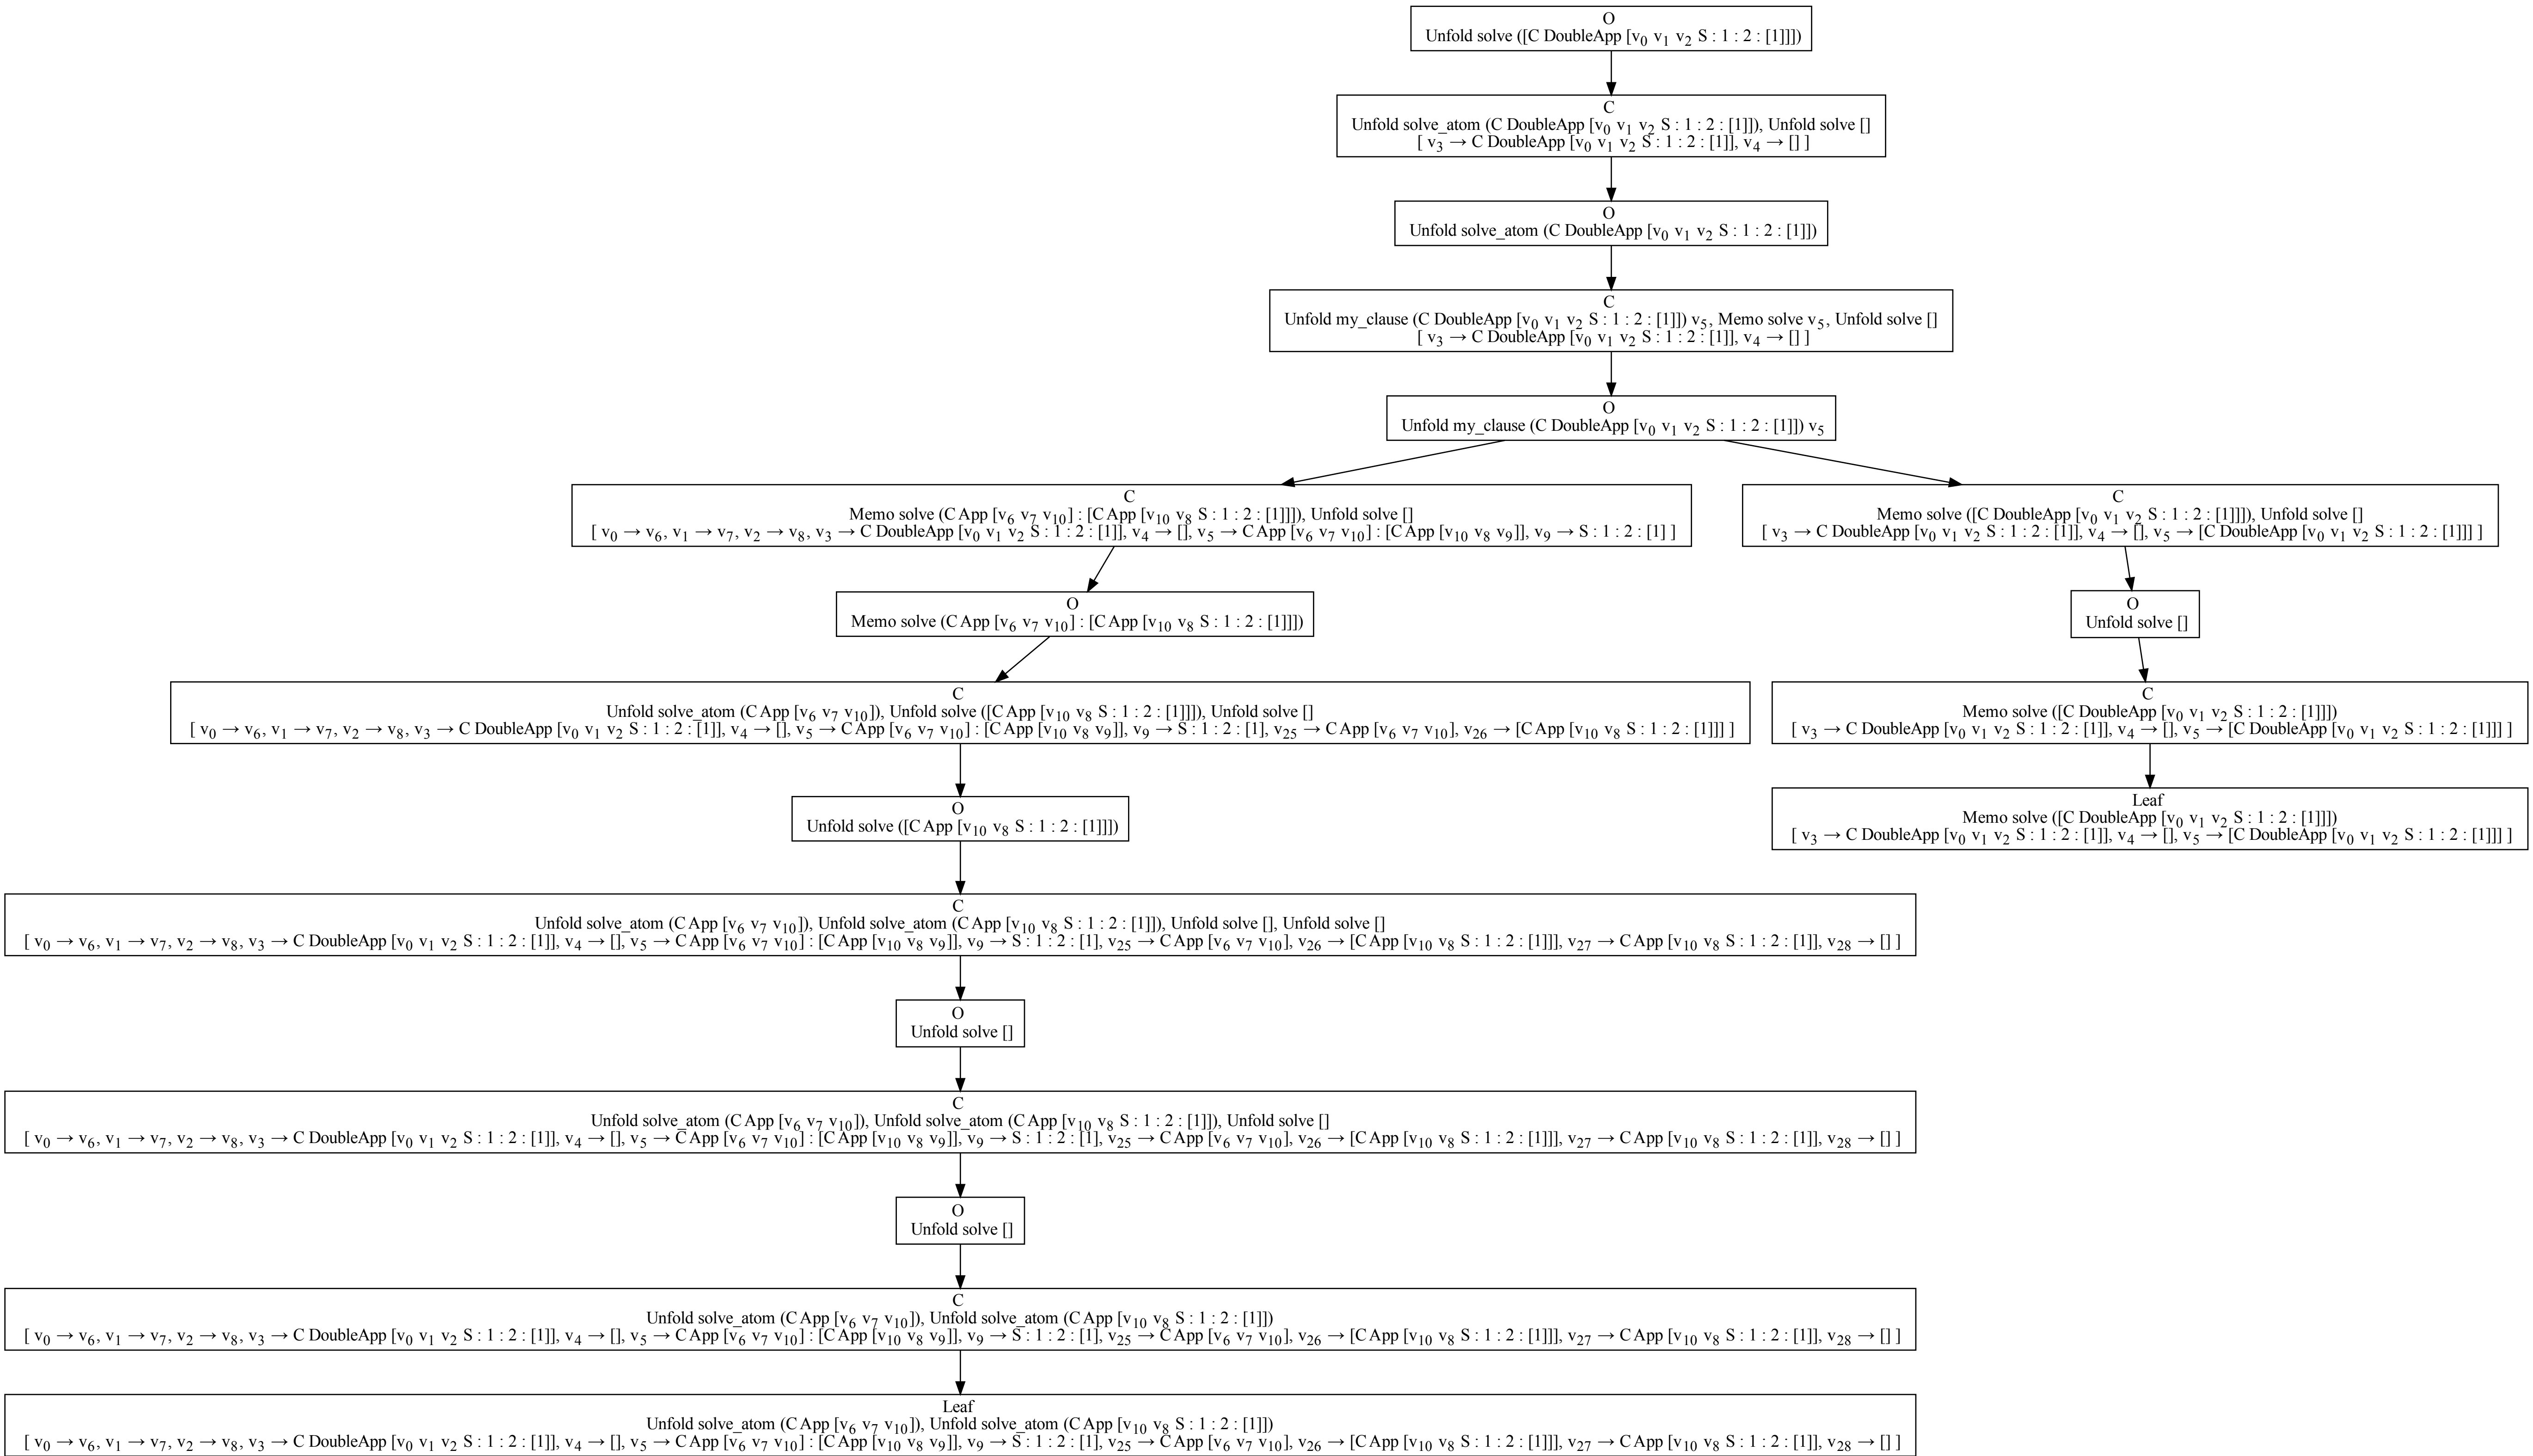 O
Unfold solve ([C DoubleApp [v₀ v₁ v₂ S : 1 : 2 : [1]]])
C
Unfold solve_atom (C DoubleApp [v₀ v₁ v₂ S : 1 : 2 : [1]]), Unfold solve []
[ v₃ → C DoubleApp [v₀ v₁ v₂ S : 1 : 2 : [1]], v₄ → [] ]
O
Unfold solve_atom (C DoubleApp [v₀ v₁ v₂ S : 1 : 2 : [1]])
C
Unfold my_clause (C DoubleApp [v₀ v₁ v₂ S : 1 : 2 : [1]]) v₅, Memo solve v₅, Unfold solve []
[ v₃ → C DoubleApp [v₀ v₁ v₂ S : 1 : 2 : [1]], v₄ → [] ]
O
Unfold my_clause (C DoubleApp [v₀ v₁ v₂ S : 1 : 2 : [1]]) v₅
C
Memo solve (C App [v₆ v₇ v₁₀] : [C App [v₁₀ v₈ S : 1 : 2 : [1]]]), Unfold solve []
[ v₀ → v₆, v₁ → v₇, v₂ → v₈, v₃ → C DoubleApp [v₀ v₁ v₂ S : 1 : 2 : [1]], v₄ → [], v₅ → C App [v₆ v₇ v₁₀] : [C App [v₁₀ v₈ v₉]], v₉ → S : 1 : 2 : [1] ]
C
Memo solve ([C DoubleApp [v₀ v₁ v₂ S : 1 : 2 : [1]]]), Unfold solve []
[ v₃ → C DoubleApp [v₀ v₁ v₂ S : 1 : 2 : [1]], v₄ → [], v₅ → [C DoubleApp [v₀ v₁ v₂ S : 1 : 2 : [1]]] ]
O
Memo solve (C App [v₆ v₇ v₁₀] : [C App [v₁₀ v₈ S : 1 : 2 : [1]]])
O
Unfold solve []
C
Unfold solve_atom (C App [v₆ v₇ v₁₀]), Unfold solve ([C App [v₁₀ v₈ S : 1 : 2 : [1]]]), Unfold solve []
[ v₀ → v₆, v₁ → v₇, v₂ → v₈, v₃ → C DoubleApp [v₀ v₁ v₂ S : 1 : 2 : [1]], v₄ → [], v₅ → C App [v₆ v₇ v₁₀] : [C App [v₁₀ v₈ v₉]], v₉ → S : 1 : 2 : [1], v₂₅ → C App [v₆ v₇ v₁₀], v₂₆ → [C App [v₁₀ v₈ S : 1 : 2 : [1]]] ]
C
Memo solve ([C DoubleApp [v₀ v₁ v₂ S : 1 : 2 : [1]]])
[ v₃ → C DoubleApp [v₀ v₁ v₂ S : 1 : 2 : [1]], v₄ → [], v₅ → [C DoubleApp [v₀ v₁ v₂ S : 1 : 2 : [1]]] ]
O
Unfold solve ([C App [v₁₀ v₈ S : 1 : 2 : [1]]])
Leaf
Memo solve ([C DoubleApp [v₀ v₁ v₂ S : 1 : 2 : [1]]])
[ v₃ → C DoubleApp [v₀ v₁ v₂ S : 1 : 2 : [1]], v₄ → [], v₅ → [C DoubleApp [v₀ v₁ v₂ S : 1 : 2 : [1]]] ]
C
Unfold solve_atom (C App [v₆ v₇ v₁₀]), Unfold solve_atom (C App [v₁₀ v₈ S : 1 : 2 : [1]]), Unfold solve [], Unfold solve []
[ v₀ → v₆, v₁ → v₇, v₂ → v₈, v₃ → C DoubleApp [v₀ v₁ v₂ S : 1 : 2 : [1]], v₄ → [], v₅ → C App [v₆ v₇ v₁₀] : [C App [v₁₀ v₈ v₉]], v₉ → S : 1 : 2 : [1], v₂₅ → C App [v₆ v₇ v₁₀], v₂₆ → [C App [v₁₀ v₈ S : 1 : 2 : [1]]], v₂₇ → C App [v₁₀ v₈ S : 1 : 2 : [1]], v₂₈ → [] ]
O
Unfold solve []
C
Unfold solve_atom (C App [v₆ v₇ v₁₀]), Unfold solve_atom (C App [v₁₀ v₈ S : 1 : 2 : [1]]), Unfold solve []
[ v₀ → v₆, v₁ → v₇, v₂ → v₈, v₃ → C DoubleApp [v₀ v₁ v₂ S : 1 : 2 : [1]], v₄ → [], v₅ → C App [v₆ v₇ v₁₀] : [C App [v₁₀ v₈ v₉]], v₉ → S : 1 : 2 : [1], v₂₅ → C App [v₆ v₇ v₁₀], v₂₆ → [C App [v₁₀ v₈ S : 1 : 2 : [1]]], v₂₇ → C App [v₁₀ v₈ S : 1 : 2 : [1]], v₂₈ → [] ]
O
Unfold solve []
C
Unfold solve_atom (C App [v₆ v₇ v₁₀]), Unfold solve_atom (C App [v₁₀ v₈ S : 1 : 2 : [1]])
[ v₀ → v₆, v₁ → v₇, v₂ → v₈, v₃ → C DoubleApp [v₀ v₁ v₂ S : 1 : 2 : [1]], v₄ → [], v₅ → C App [v₆ v₇ v₁₀] : [C App [v₁₀ v₈ v₉]], v₉ → S : 1 : 2 : [1], v₂₅ → C App [v₆ v₇ v₁₀], v₂₆ → [C App [v₁₀ v₈ S : 1 : 2 : [1]]], v₂₇ → C App [v₁₀ v₈ S : 1 : 2 : [1]], v₂₈ → [] ]
Leaf
Unfold solve_atom (C App [v₆ v₇ v₁₀]), Unfold solve_atom (C App [v₁₀ v₈ S : 1 : 2 : [1]])
[ v₀ → v₆, v₁ → v₇, v₂ → v₈, v₃ → C DoubleApp [v₀ v₁ v₂ S : 1 : 2 : [1]], v₄ → [], v₅ → C App [v₆ v₇ v₁₀] : [C App [v₁₀ v₈ v₉]], v₉ → S : 1 : 2 : [1], v₂₅ → C App [v₆ v₇ v₁₀], v₂₆ → [C App [v₁₀ v₈ S : 1 : 2 : [1]]], v₂₇ → C App [v₁₀ v₈ S : 1 : 2 : [1]], v₂₈ → [] ]